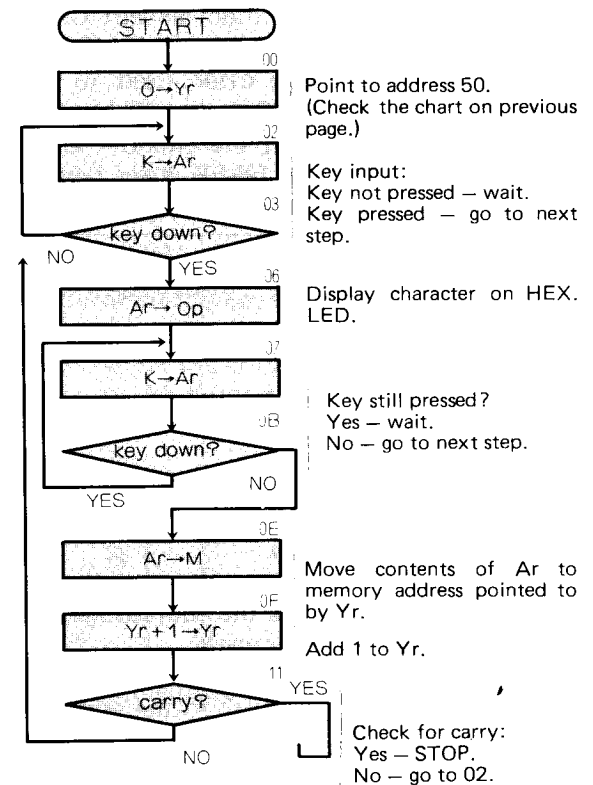 START
00
O→Yr
Point to address 50.
(Check the chart on previous
page.)
02
K→Ar
Key input:
Key not pressed – wait.
Key pressed – go to next
step.
03
key down?
NO
YES
06
Ar→Op
Display character on HEX.
LED.
07
K→Ar
Key still pressed?
Yes – wait.
No – go to next step.
0B
key down?
YES
NO
0E
Ar→M
Move contents of Ar to
memory address pointed to
by Yr.
0F
Yr + 1→Yr
Add 1 to Yr.
11
carry?
YES
NO
Check for carry:
Yes – STOP.
No – go to 02.